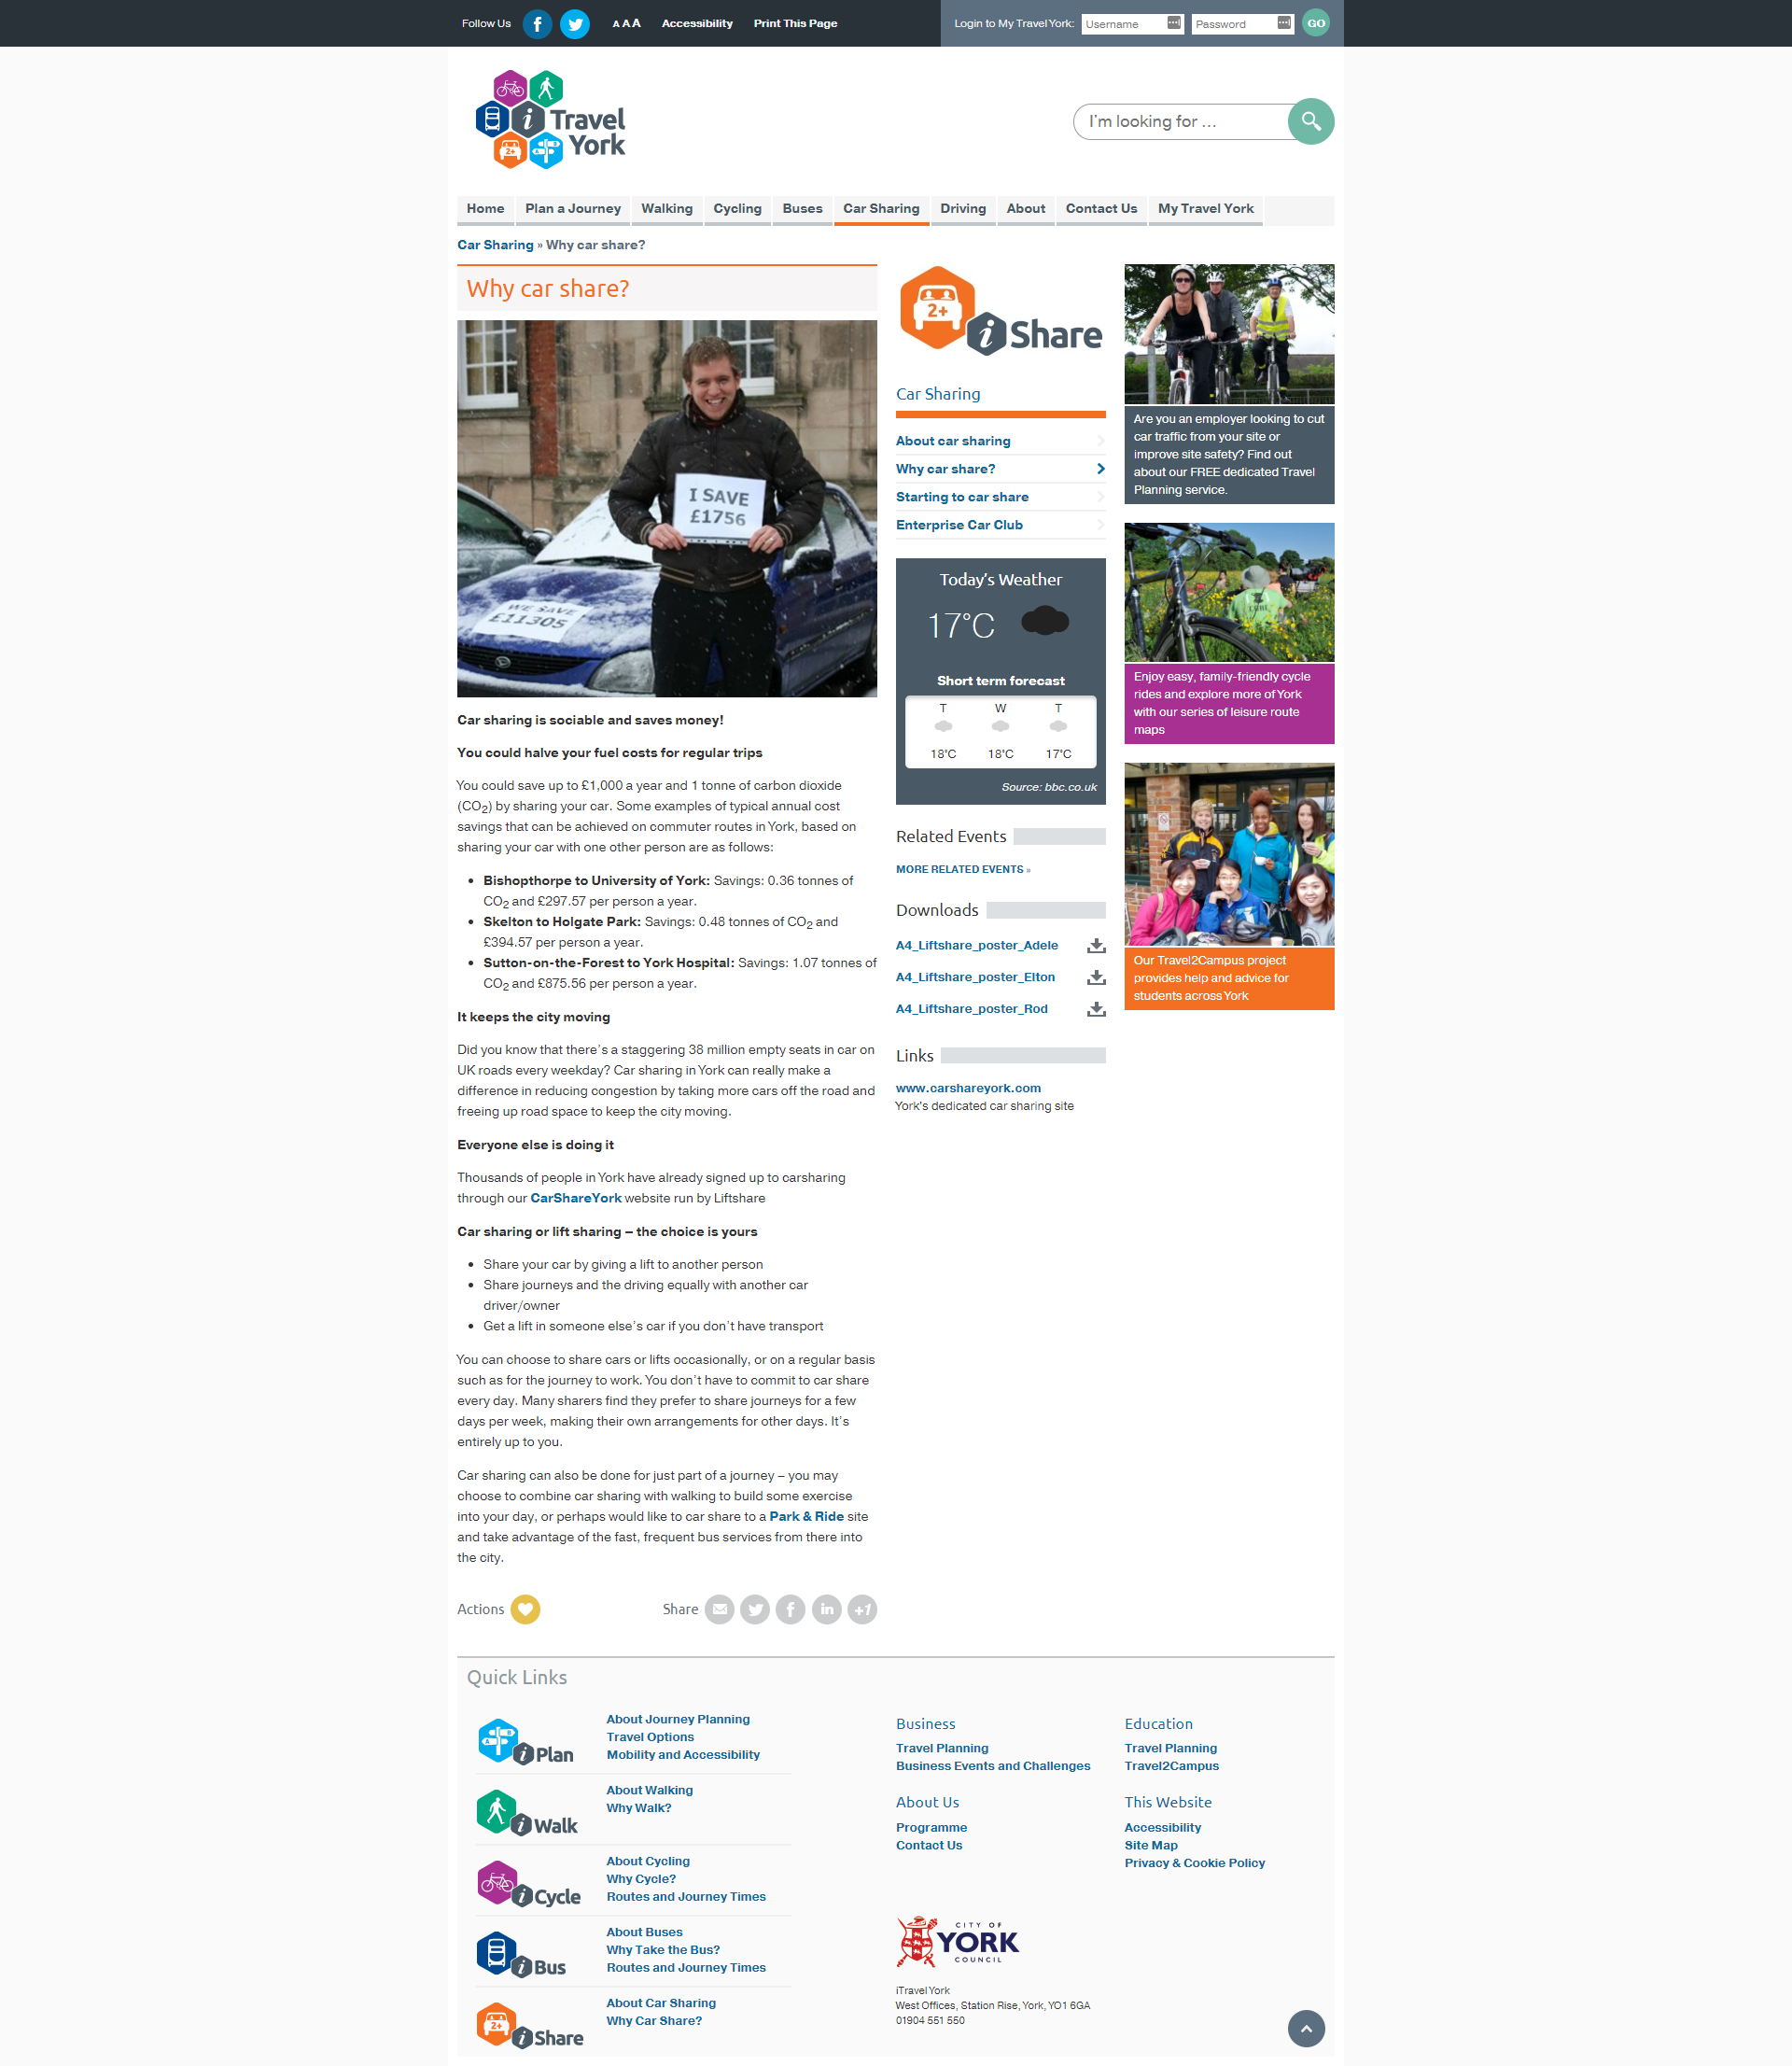 Follow Us
A A A
Accessibility
Print This Page
Login to My Travel York:
Username
Password
GO
i Travel
York
2+
I'm looking for ...
Home
Plan a Journey
Walking
Cycling
Buses
Car Sharing
Driving
About
Contact Us
My Travel York
Car Sharing » Why car share?
Why car share?
I SAVE
£1756
WE SAVE
£11305
Car sharing is sociable and saves money!
You could halve your fuel costs for regular trips
You could save up to £1,000 a year and 1 tonne of carbon dioxide
(CO2) by sharing your car. Some examples of typical annual cost
savings that can be achieved on commuter routes in York, based on
sharing your car with one other person are as follows:
• Bishopthorpe to University of York: Savings: 0.36 tonnes of
CO2 and £297.57 per person a year.
• Skelton to Holgate Park: Savings: 0.48 tonnes of CO2 and
£394.57 per person a year.
• Sutton-on-the-Forest to York Hospital: Savings: 1.07 tonnes of
CO2 and £875.56 per person a year.
It keeps the city moving
Did you know that there's a staggering 38 million empty seats in car on
UK roads every weekday? Car sharing in York can really make a
difference in reducing congestion by taking more cars off the road and
freeing up road space to keep the city moving.
Everyone else is doing it
Thousands of people in York have already signed up to carsharing
through our CarShareYork website run by Liftshare
Car sharing or lift sharing – the choice is yours
• Share your car by giving a lift to another person
• Share journeys and the driving equally with another car
driver/owner
• Get a lift in someone else's car if you don't have transport
You can choose to share cars or lifts occasionally, or on a regular basis
such as for the journey to work. You don't have to commit to car share
every day. Many sharers find they prefer to share journeys for a few
days per week, making their own arrangements for other days. It's
entirely up to you.
Car sharing can also be done for just part of a journey – you may
choose to combine car sharing with walking to build some exercise
into your day, or perhaps would like to car share to a Park & Ride site
and take advantage of the fast, frequent bus services from there into
the city.
Actions
Share
in
+1
2+
i Share
Car Sharing
About car sharing
Why car share?
Starting to car share
Enterprise Car Club
Today's Weather
17°C
Short term forecast
T W T
18°C 18°C 17°C
Source: bbc.co.uk
Related Events
MORE RELATED EVENTS »
Downloads
A4_Liftshare_poster_Adele
A4_Liftshare_poster_Elton
A4_Liftshare_poster_Rod
Links
www.carshareyork.com
York's dedicated car sharing site
Are you an employer looking to cut
car traffic from your site or
improve site safety? Find out
about our FREE dedicated Travel
Planning service.
Enjoy easy, family-friendly cycle
rides and explore more of York
with our series of leisure route
maps
Our Travel2Campus project
provides help and advice for
students across York
Quick Links
i Plan
About Journey Planning
Travel Options
Mobility and Accessibility
i Walk
About Walking
Why Walk?
i Cycle
About Cycling
Why Cycle?
Routes and Journey Times
i Bus
About Buses
Why Take the Bus?
Routes and Journey Times
2+
i Share
About Car Sharing
Why Car Share?
Business
Travel Planning
Business Events and Challenges
About Us
Programme
Contact Us
Education
Travel Planning
Travel2Campus
This Website
Accessibility
Site Map
Privacy & Cookie Policy
CITY OF
YORK
COUNCIL
iTravel York
West Offices, Station Rise, York, YO1 6GA
01904 551 550